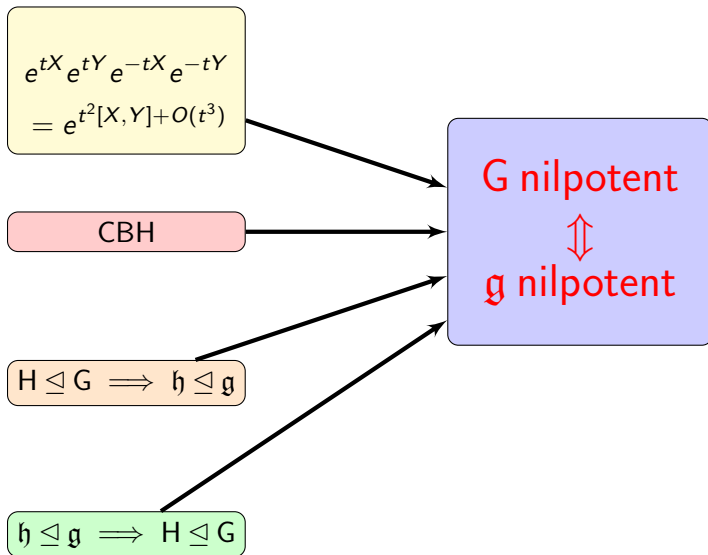 e^{tX} e^{tY} e^{-tX} e^{-tY}
= e^{t^2[X,Y]+O(t^3)}
CBH
H ⊴ G ⟹ 𝔥 ⊴ 𝔤
𝔥 ⊴ 𝔤 ⟹ H ⊴ G
G nilpotent
⇕
𝔤 nilpotent